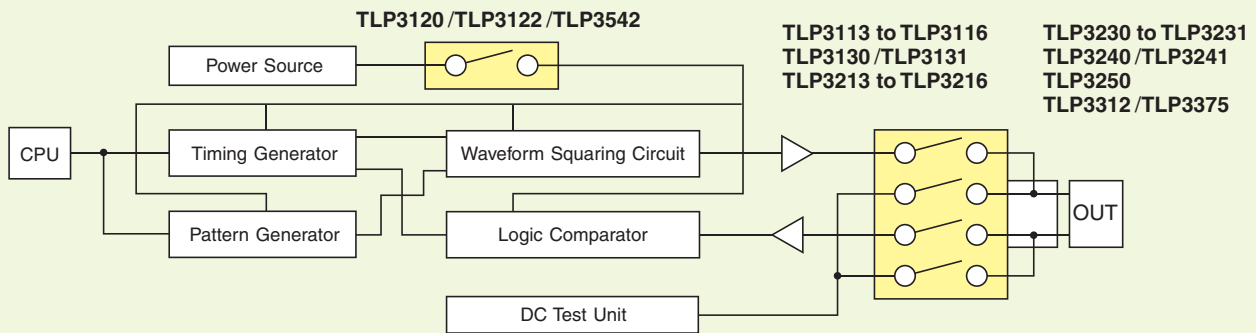 TLP3120 /TLP3122 /TLP3542
TLP3113 to TLP3116
TLP3130 /TLP3131
TLP3213 to TLP3216
TLP3230 to TLP3231
TLP3240 /TLP3241
TLP3250
TLP3312 /TLP3375
Power Source
CPU
Timing Generator
Waveform Squaring Circuit
Pattern Generator
Logic Comparator
OUT
DC Test Unit